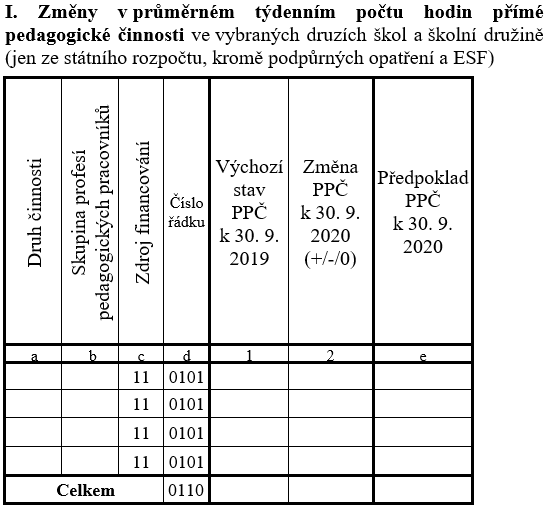 I. Změny v průměrném týdenním počtu hodin přímé
pedagogické činnosti ve vybraných druzích škol a školní družině
(jen ze státního rozpočtu, kromě podpůrných opatření a ESF)
Druh činnosti
Skupina profesí
pedagogických pracovníků
Zdroj financování
Číslo
řádku
Výchozí
stav
PPČ
k 30. 9.
2019
Změna
PPČ
k 30. 9.
2020
(+/-/0)
Předpoklad
PPČ
k 30. 9.
2020
a b c d 1 2 e
11 0101
11 0101
11 0101
11 0101
Celkem 0110